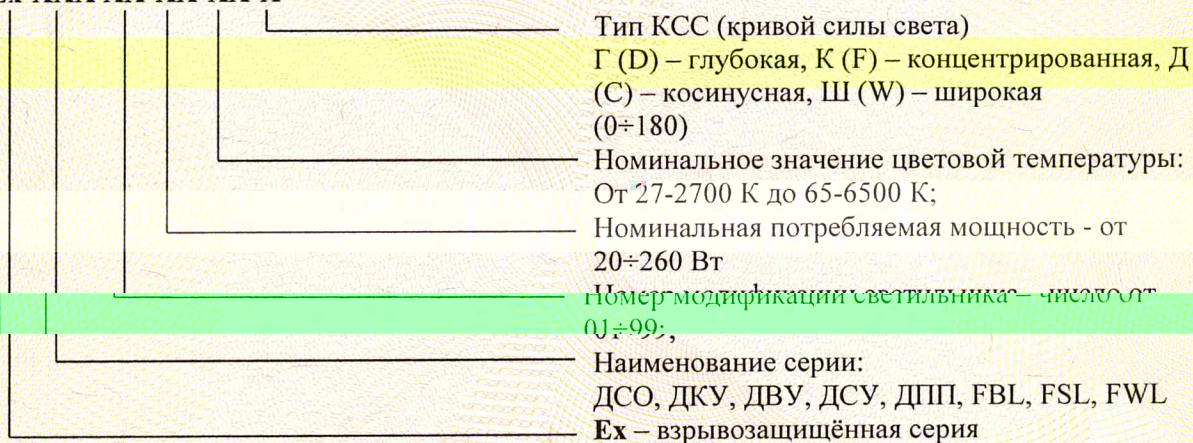 Тип КСС (кривой силы света)
Г (D) – глубокая, К (F) – концентрированная, Д
(С) – косинусная, Ш (W) – широкая
(0÷180)
Номинальное значение цветовой температуры:
От 27-2700 К до 65-6500 К;
Номинальная потребляемая мощность - от
20÷260 Вт
Номер модификации светильника – число от
01÷99;
Наименование серии:
ДСО, ДКУ, ДВУ, ДСУ, ДПП, FBL, FSL, FWL
Ex – взрывозащищённая серия